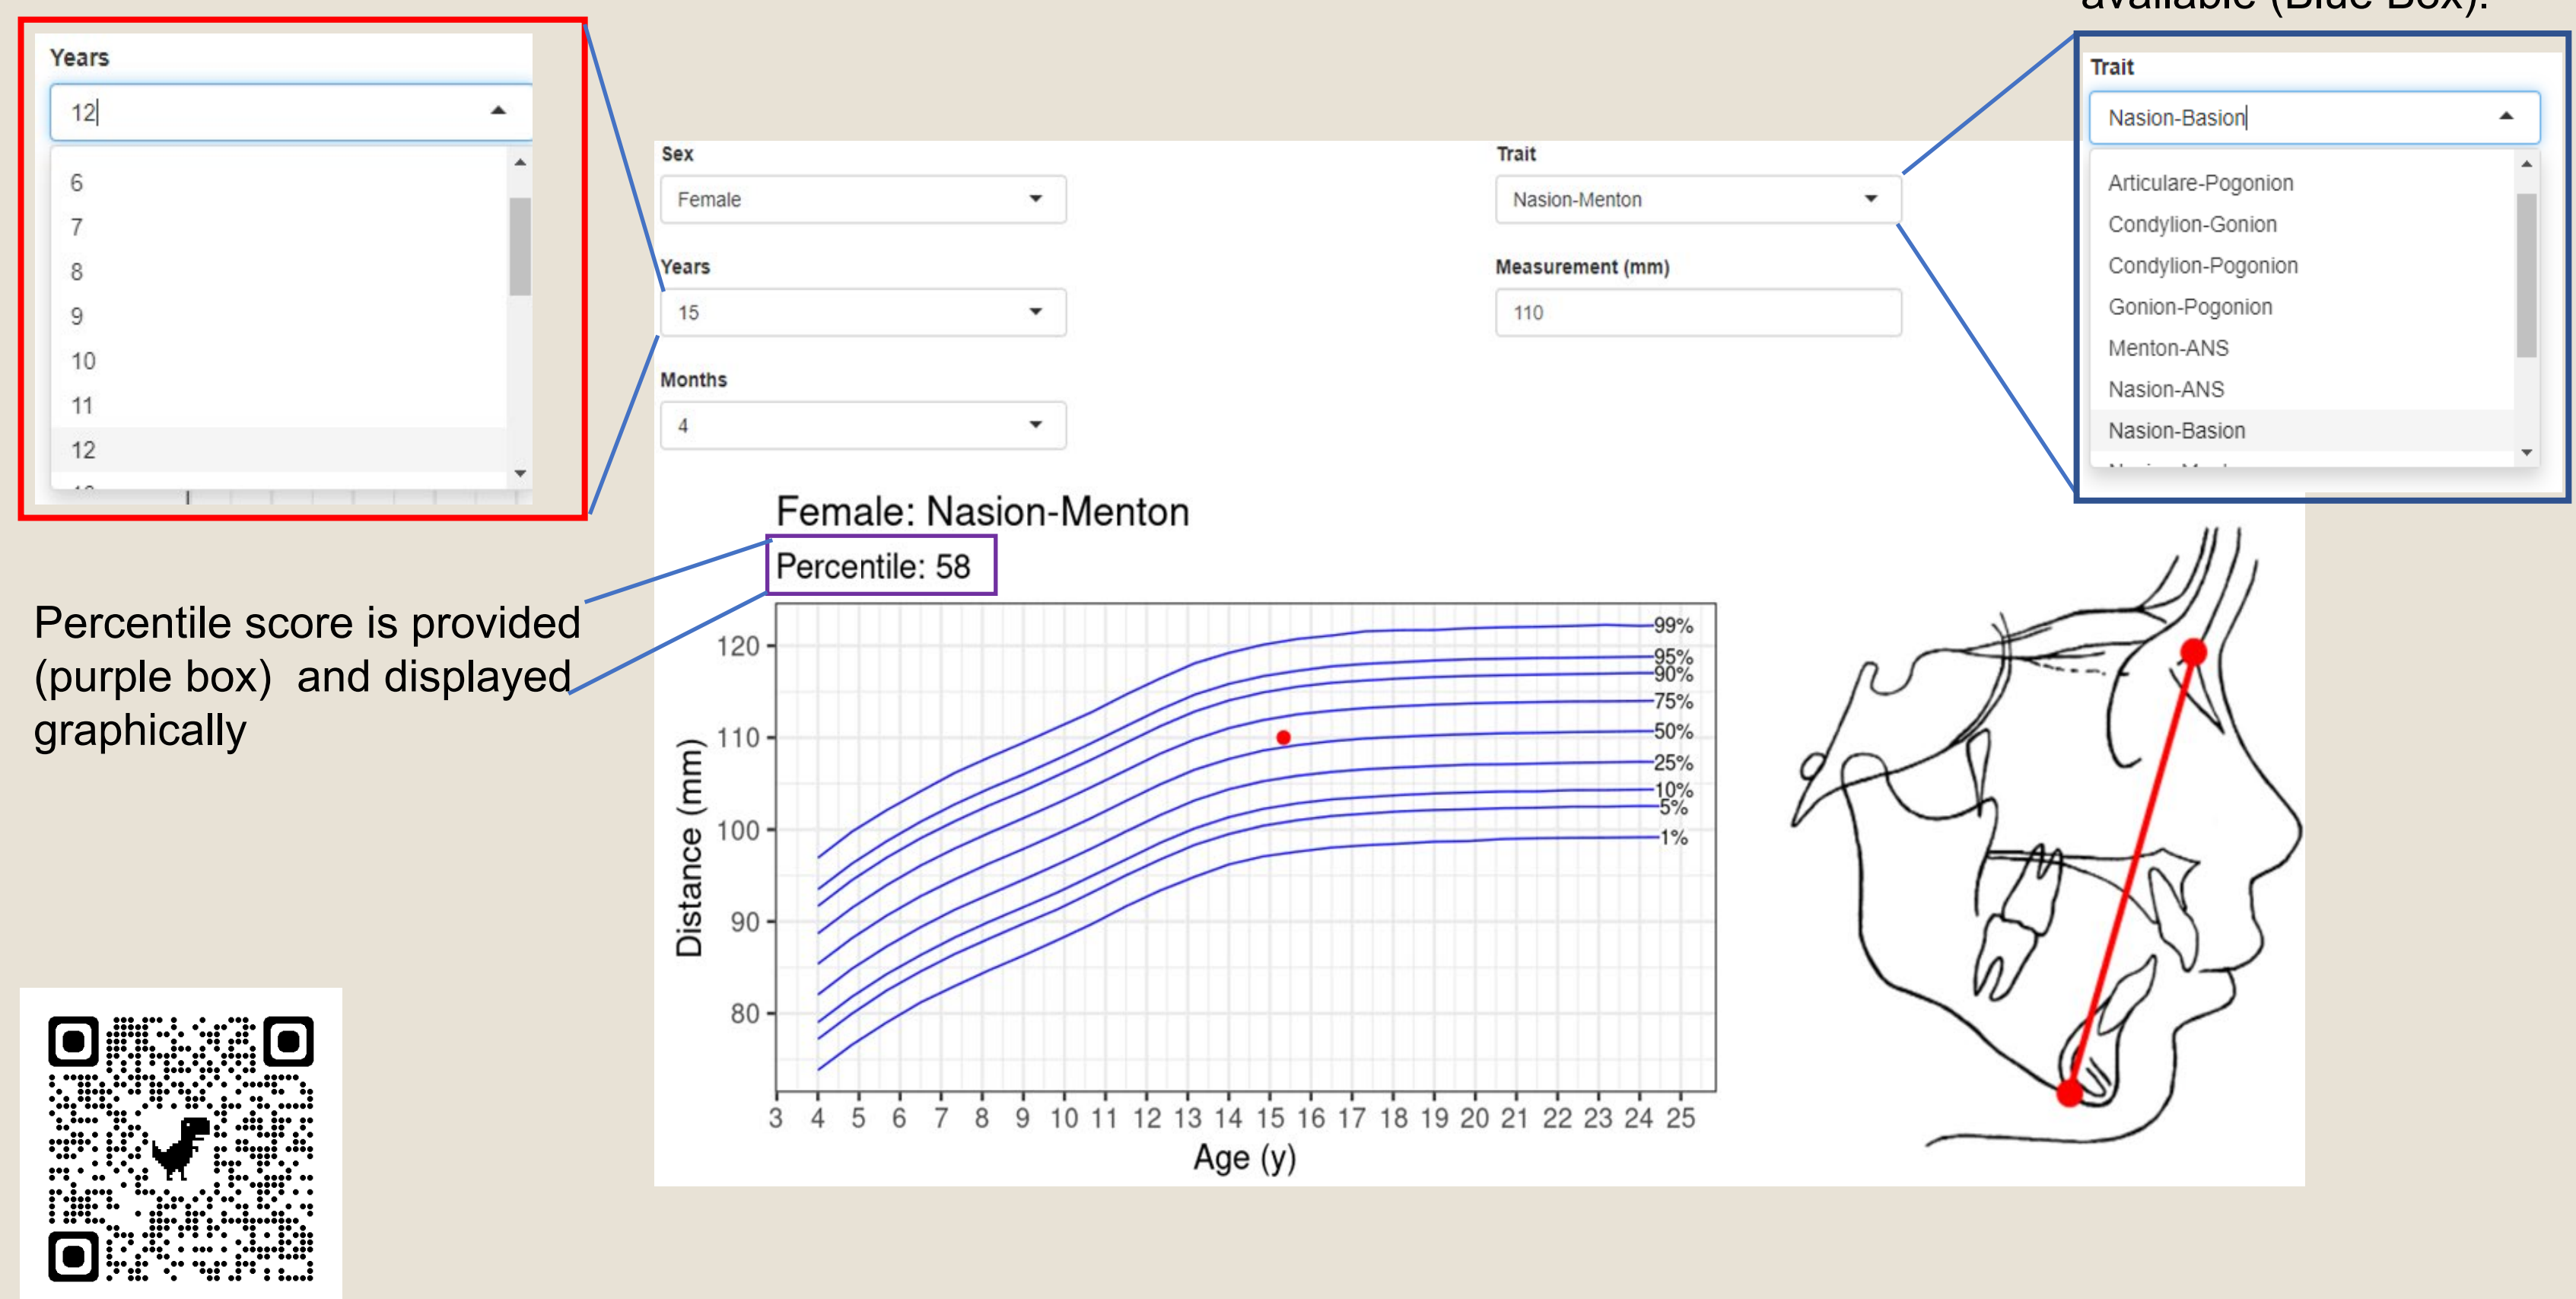 available (Blue Box).
Years
12
6
7
8
9
10
11
12
Sex
Female
Years
15
Months
4
Trait
Nasion-Menton
Measurement (mm)
110
Trait
Nasion-Basion
Articulare-Pogonion
Condylion-Gonion
Condylion-Pogonion
Gonion-Pogonion
Menton-ANS
Nasion-ANS
Nasion-Basion
Percentile score is provided
(purple box) and displayed
graphically
Female: Nasion-Menton
Percentile: 58
Distance (mm)
120
110
100
90
80
99%
95%
90%
75%
50%
25%
10%
5%
1%
3 4 5 6 7 8 9 10 11 12 13 14 15 16 17 18 19 20 21 22 23 24 25
Age (y)